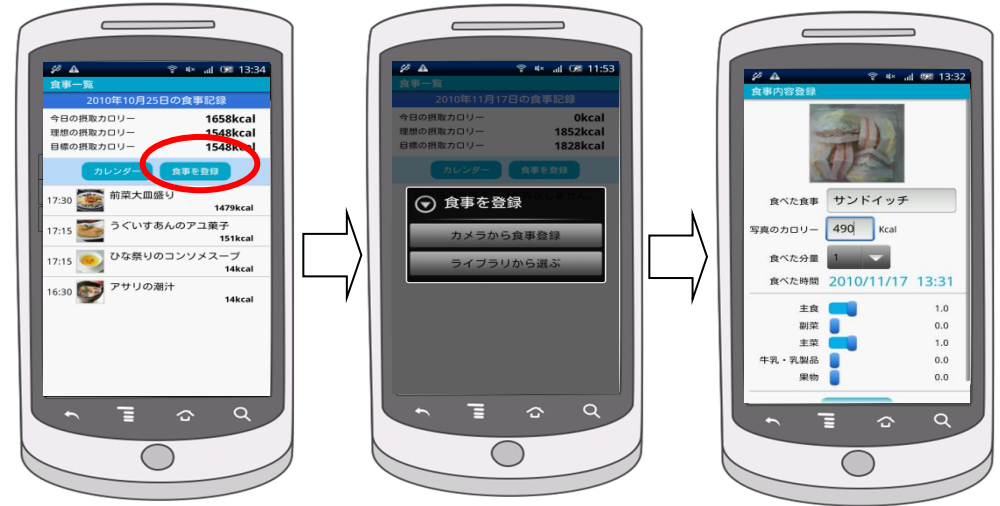 13:34
食事一覧
2010年10月25日の食事記録
今日の摂取カロリー 1658kcal
理想の摂取カロリー 1548kcal
目標の摂取カロリー 1548kcal
カレンダー 食事を登録
17:30 前菜大皿盛り
1479kcal
17:15 うぐいすあんのアユ菓子
151kcal
17:15 ひな祭りのコンソメスープ
14kcal
16:30 アサリの潮汁
14kcal
11:53
食事一覧
2010年11月17日の食事記録
今日の摂取カロリー 0kcal
理想の摂取カロリー 1852kcal
目標の摂取カロリー 1828kcal
カレンダー 食事を登録
食事を登録
カメラから食事登録
ライブラリから選ぶ
13:32
食事内容登録
食べた食事 サンドイッチ
写真のカロリー 490 Kcal
食べた分量 1
食べた時間 2010/11/17 13:31
主食 1.0
副菜 0.0
主菜 1.0
牛乳・乳製品 0.0
果物 0.0